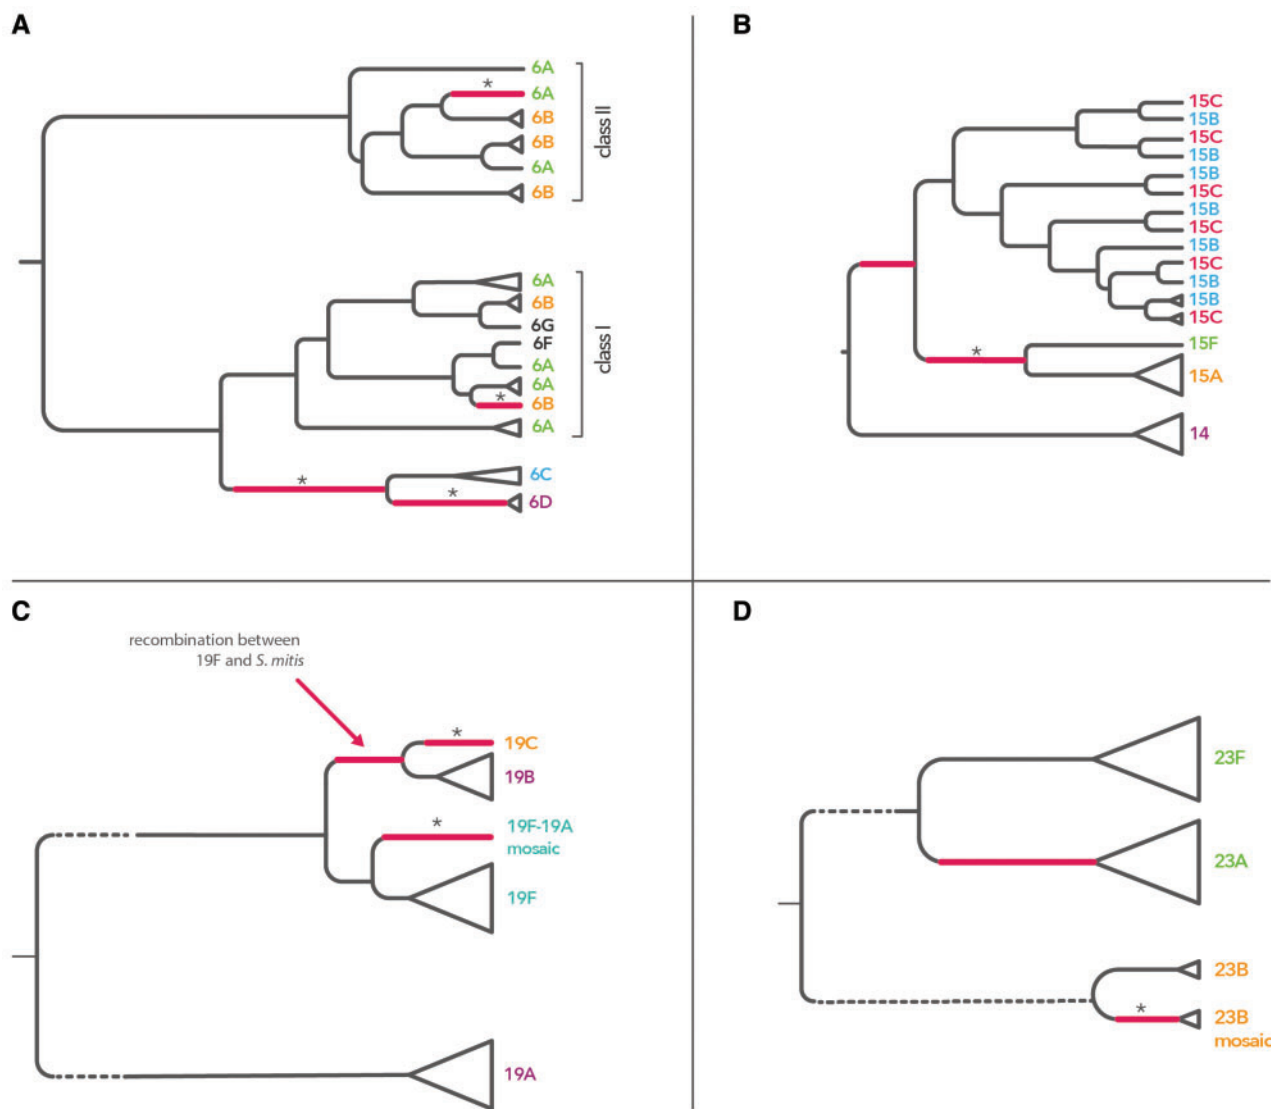 A
6A
*
6A
6B
6B
6A
6B
class II
6A
6B
6G
6F
6A
6A
*
6B
6A
class I
*
6C
*
6D
B
15C
15B
15C
15B
15B
15C
15B
15C
15B
15C
15B
15B
15C
*
15F
15A
14
C
recombination between
19F and S. mitis
*
19C
19B
*
19F-19A
mosaic
19F
19A
D
23F
23A
23B
*
23B
mosaic